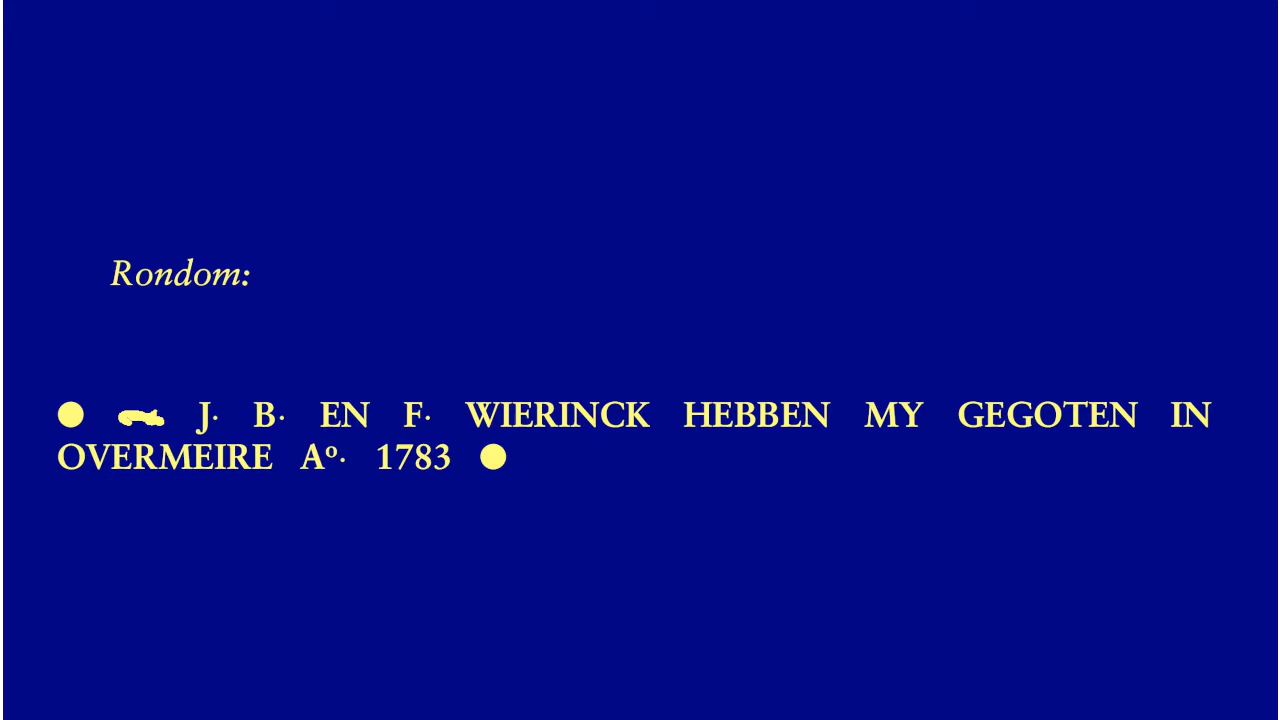 Rondom:
● J· B· EN F· WIERINCK HEBBEN MY GEGOTEN IN
OVERMEIRE Aº· 1783 ●